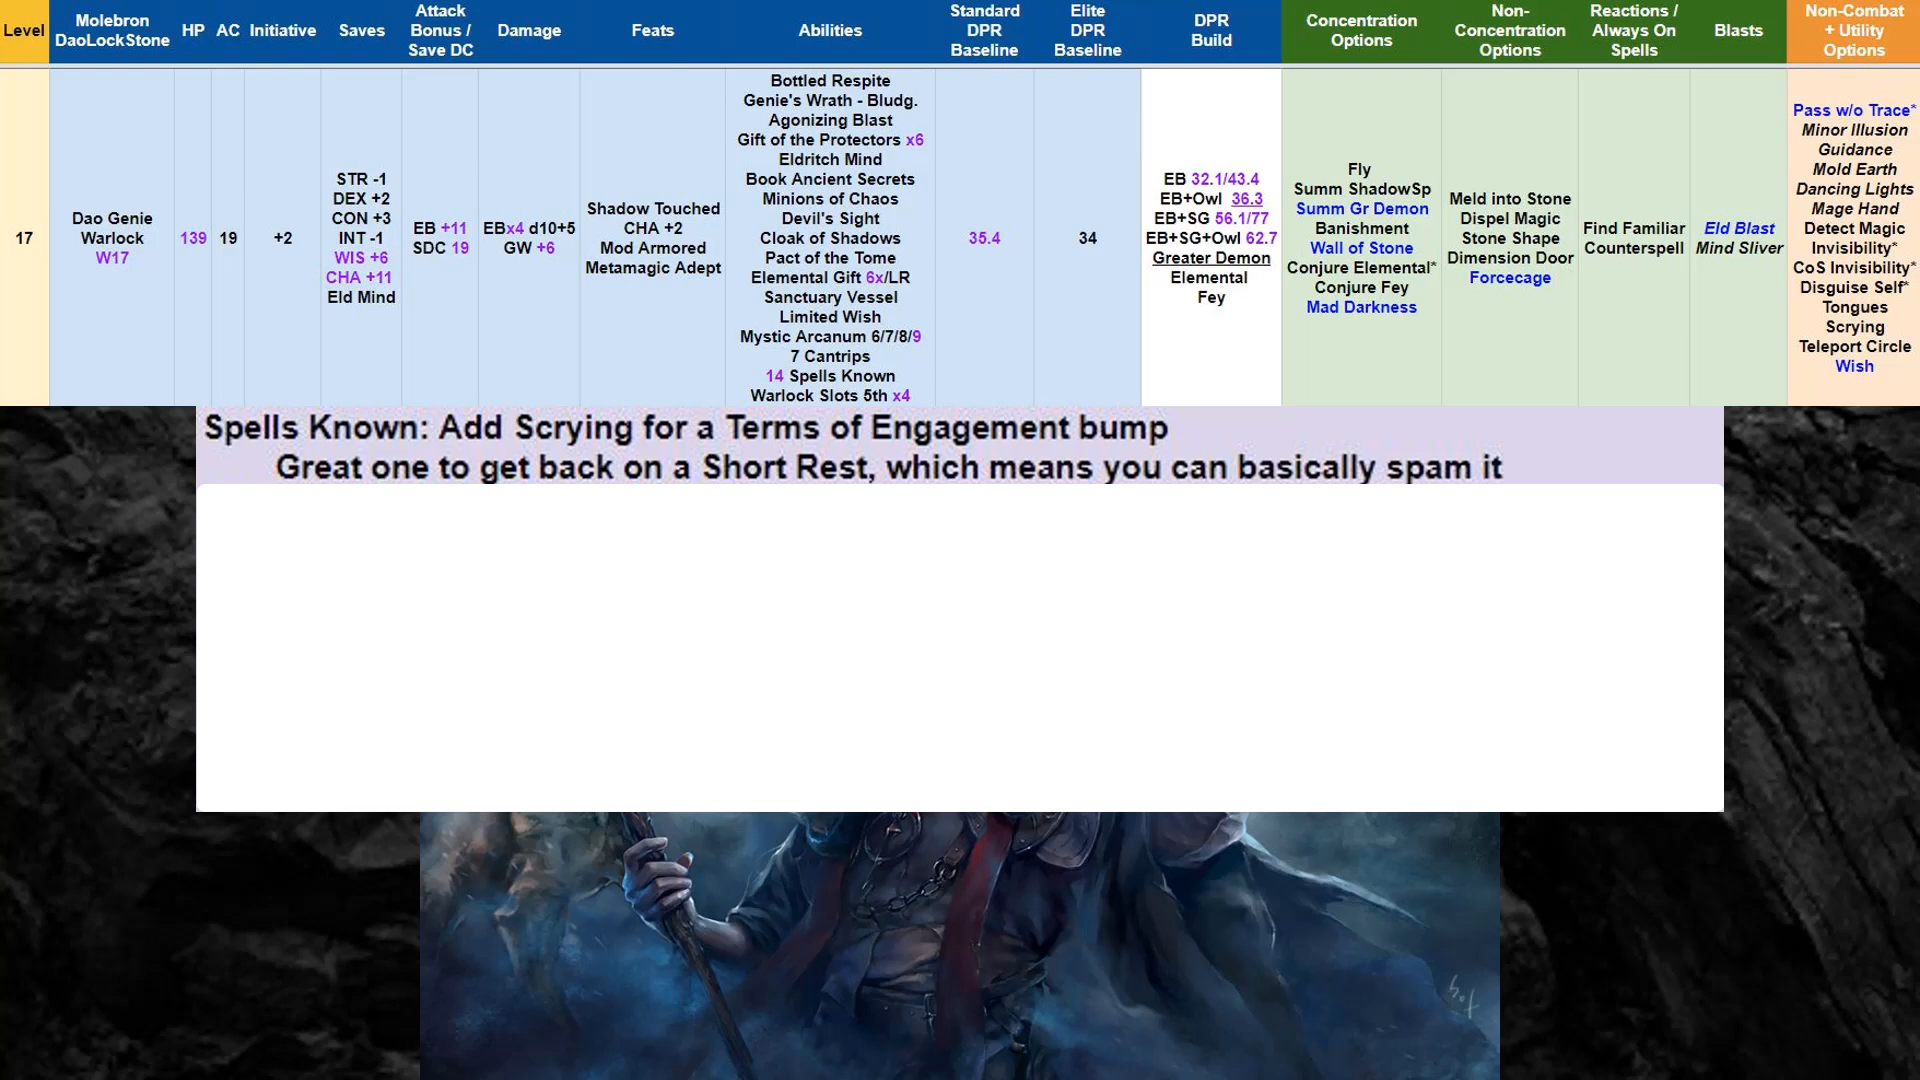 Level
Molebron
DaoLockStone
HP
AC
Initiative
Saves
Attack
Bonus /
Save DC
Damage
Feats
Abilities
Standard
DPR
Baseline
Elite
DPR
Baseline
DPR
Build
Concentration
Options
Non-
Concentration
Options
Reactions /
Always On
Spells
Blasts
Non-Combat
+ Utility
Options
17
Dao Genie
Warlock
W17
139
19
+2
STR -1
DEX +2
CON +3
INT -1
WIS +6
CHA +11
Eld Mind
EB +11
SDC 19
EBx4 d10+5
GW +6
Shadow Touched
CHA +2
Mod Armored
Metamagic Adept
Bottled Respite
Genie's Wrath - Bludg.
Agonizing Blast
Gift of the Protectors x6
Eldritch Mind
Book Ancient Secrets
Minions of Chaos
Devil's Sight
Cloak of Shadows
Pact of the Tome
Elemental Gift 6x/LR
Sanctuary Vessel
Limited Wish
Mystic Arcanum 6/7/8/9
7 Cantrips
14 Spells Known
Warlock Slots 5th x4
35.4
34
EB 32.1/43.4
EB+Owl 36.3
EB+SG 56.1/77
EB+SG+Owl 62.7
Greater Demon
Elemental
Fey
Fly
Summ ShadowSp
Summ Gr Demon
Banishment
Wall of Stone
Conjure Elemental*
Conjure Fey
Mad Darkness
Meld into Stone
Dispel Magic
Stone Shape
Dimension Door
Forcecage
Find Familiar
Counterspell
Eld Blast
Mind Sliver
Pass w/o Trace*
Minor Illusion
Guidance
Mold Earth
Dancing Lights
Mage Hand
Detect Magic
Invisibility*
CoS Invisibility*
Disguise Self*
Tongues
Scrying
Teleport Circle
Wish
Spells Known: Add Scrying for a Terms of Engagement bump
Great one to get back on a Short Rest, which means you can basically spam it